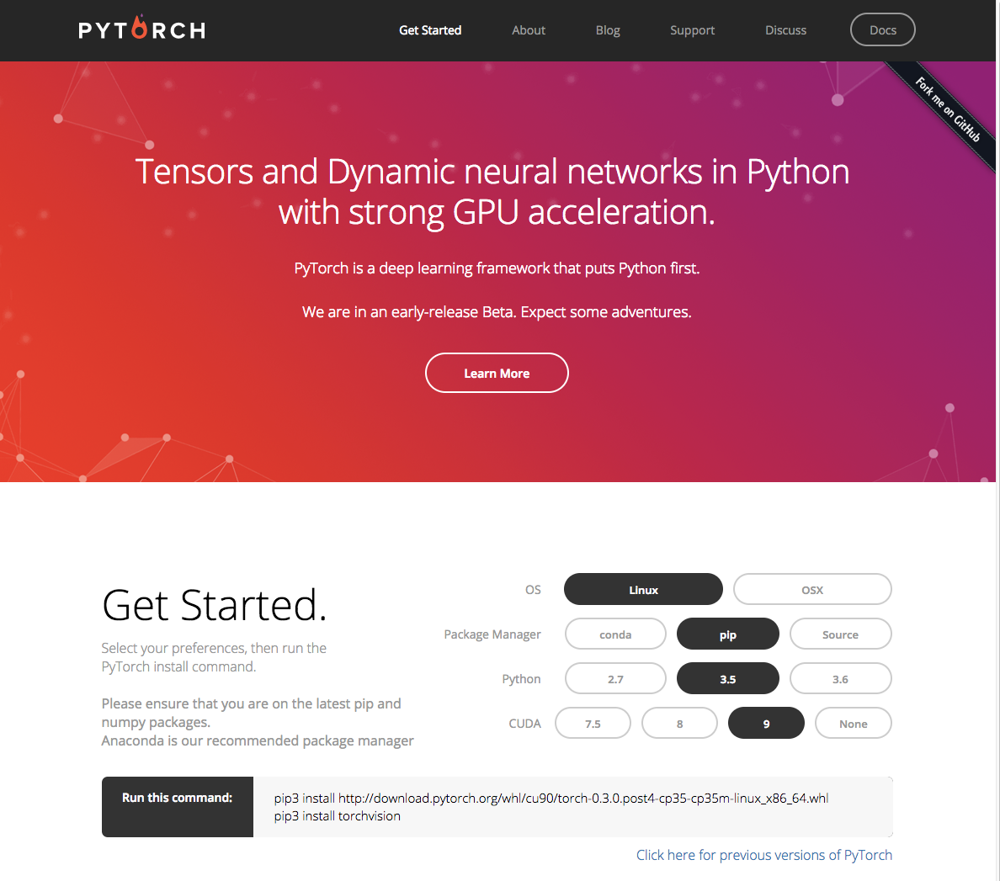 PYTORCH
Get Started
About
Blog
Support
Discuss
Docs
Fork me on GitHub
Tensors and Dynamic neural networks in Python
with strong GPU acceleration.
PyTorch is a deep learning framework that puts Python first.
We are in an early-release Beta. Expect some adventures.
Learn More
Get Started.
Select your preferences, then run the
PyTorch install command.
Please ensure that you are on the latest pip and
numpy packages.
Anaconda is our recommended package manager
OS
Linux
OSX
Package Manager
conda
pip
Source
Python
2.7
3.5
3.6
CUDA
7.5
8
9
None
Run this command:
pip3 install http://download.pytorch.org/whl/cu90/torch-0.3.0.post4-cp35-cp35m-linux_x86_64.whl
pip3 install torchvision
Click here for previous versions of PyTorch